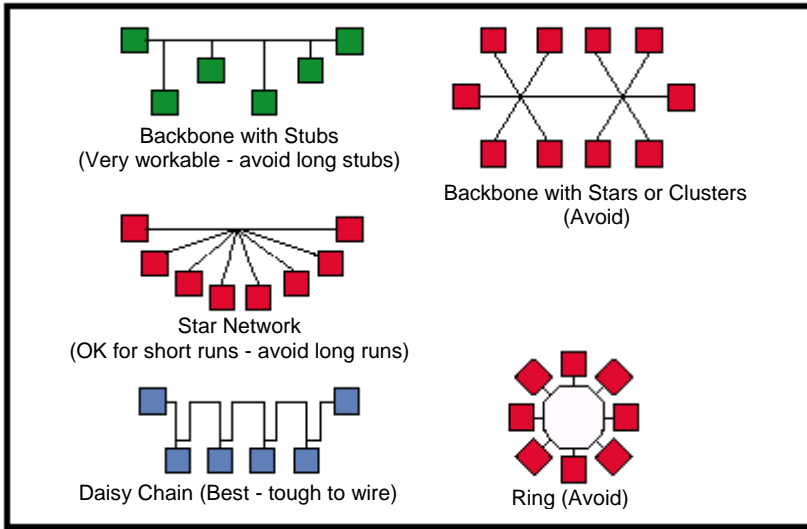 Backbone with Stubs
(Very workable - avoid long stubs)
Backbone with Stars or Clusters
(Avoid)
Star Network
(OK for short runs - avoid long runs)
Daisy Chain (Best - tough to wire)
Ring (Avoid)